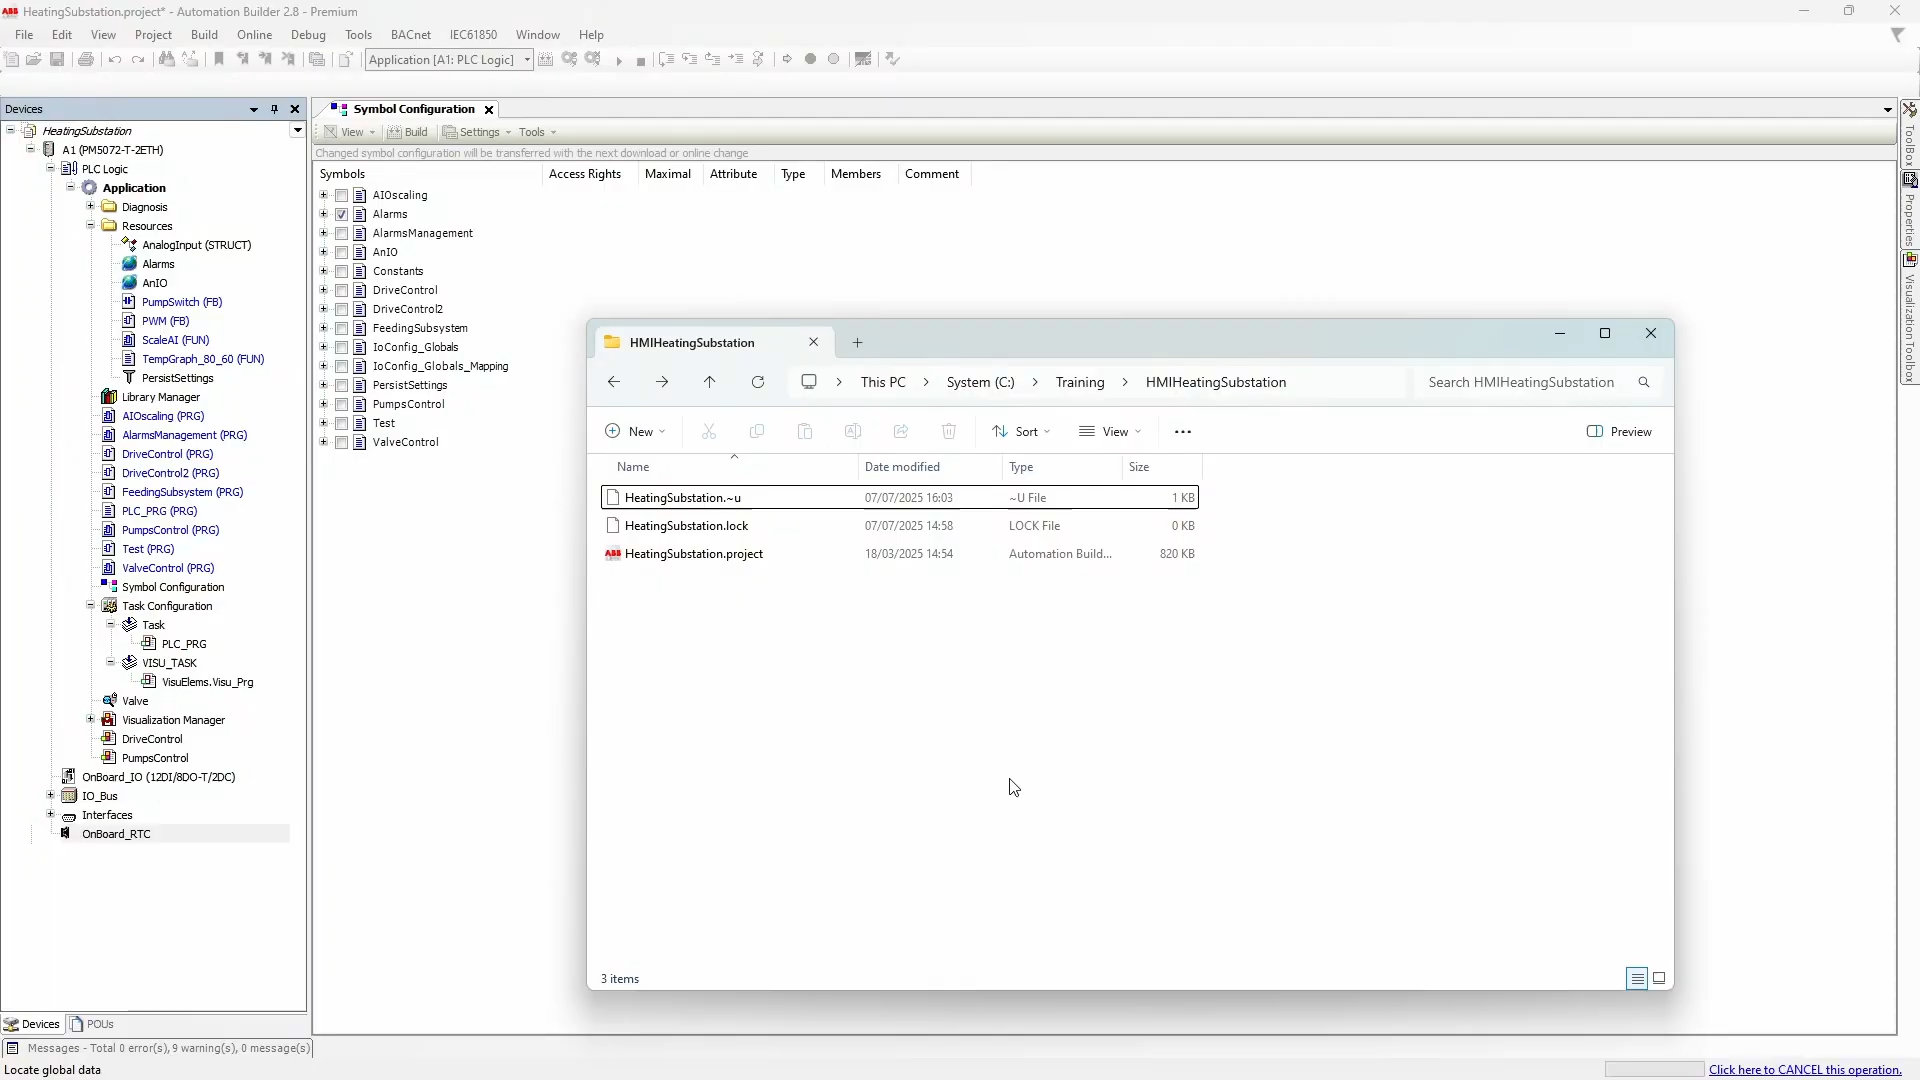 HeatingSubstation.project* - Automation Builder 2.8 - Premium
File Edit View Project Build Online Debug Tools BACnet IEC61850 Window Help
Application [A1: PLC Logic]
Devices
HeatingSubstation
A1 (PM5072-T-2ETH)
PLC Logic
Application
Diagnosis
Resources
AnalogInput (STRUCT)
Alarms
AnIO
PumpSwitch (FB)
PWM (FB)
ScaleAI (FUN)
TempGraph_80_60 (FUN)
PersistSettings
Library Manager
AIOscaling (PRG)
AlarmsManagement (PRG)
DriveControl (PRG)
DriveControl2 (PRG)
FeedingSubsystem (PRG)
PLC_PRG (PRG)
PumpsControl (PRG)
Test (PRG)
ValveControl (PRG)
Symbol Configuration
Task Configuration
Task
PLC_PRG
VISU_TASK
VisuElems.Visu_Prg
Valve
Visualization Manager
DriveControl
PumpsControl
OnBoard_IO (12DI/8DO-T/2DC)
IO_Bus
Interfaces
OnBoard_RTC
Devices POUs
Symbol Configuration
View Build Settings Tools
Changed symbol configuration will be transferred with the next download or online change
Symbols Access Rights Maximal Attribute Type Members Comment
AIOscaling
Alarms
AlarmsManagement
AnIO
Constants
DriveControl
DriveControl2
FeedingSubsystem
IoConfig_Globals
IoConfig_Globals_Mapping
PersistSettings
PumpsControl
Test
ValveControl
HMIHeatingSubstation
This PC System (C:) Training HMIHeatingSubstation Search HMIHeatingSubstation
New Sort View Preview
Name Date modified Type Size
HeatingSubstation.~u 07/07/2025 16:03 ~U File 1 KB
HeatingSubstation.lock 07/07/2025 14:58 LOCK File 0 KB
ABB HeatingSubstation.project 18/03/2025 14:54 Automation Build... 820 KB
3 items
ToolBox
Properties
Visualization Toolbox
Messages - Total 0 error(s), 9 warning(s), 0 message(s)
Locate global data
Click here to CANCEL this operation.